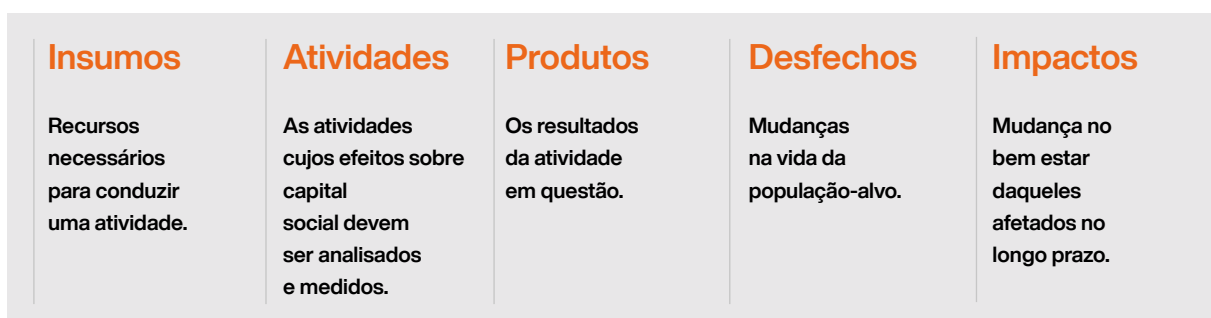 Insumos
Recursos
necessários
para conduzir
uma atividade.
Atividades
As atividades
cujos efeitos sobre
capital
social devem
ser analisados
e medidos.
Produtos
Os resultados
da atividade
em questão.
Desfechos
Mudanças
na vida da
população-alvo.
Impactos
Mudança no
bem estar
daqueles
afetados no
longo prazo.